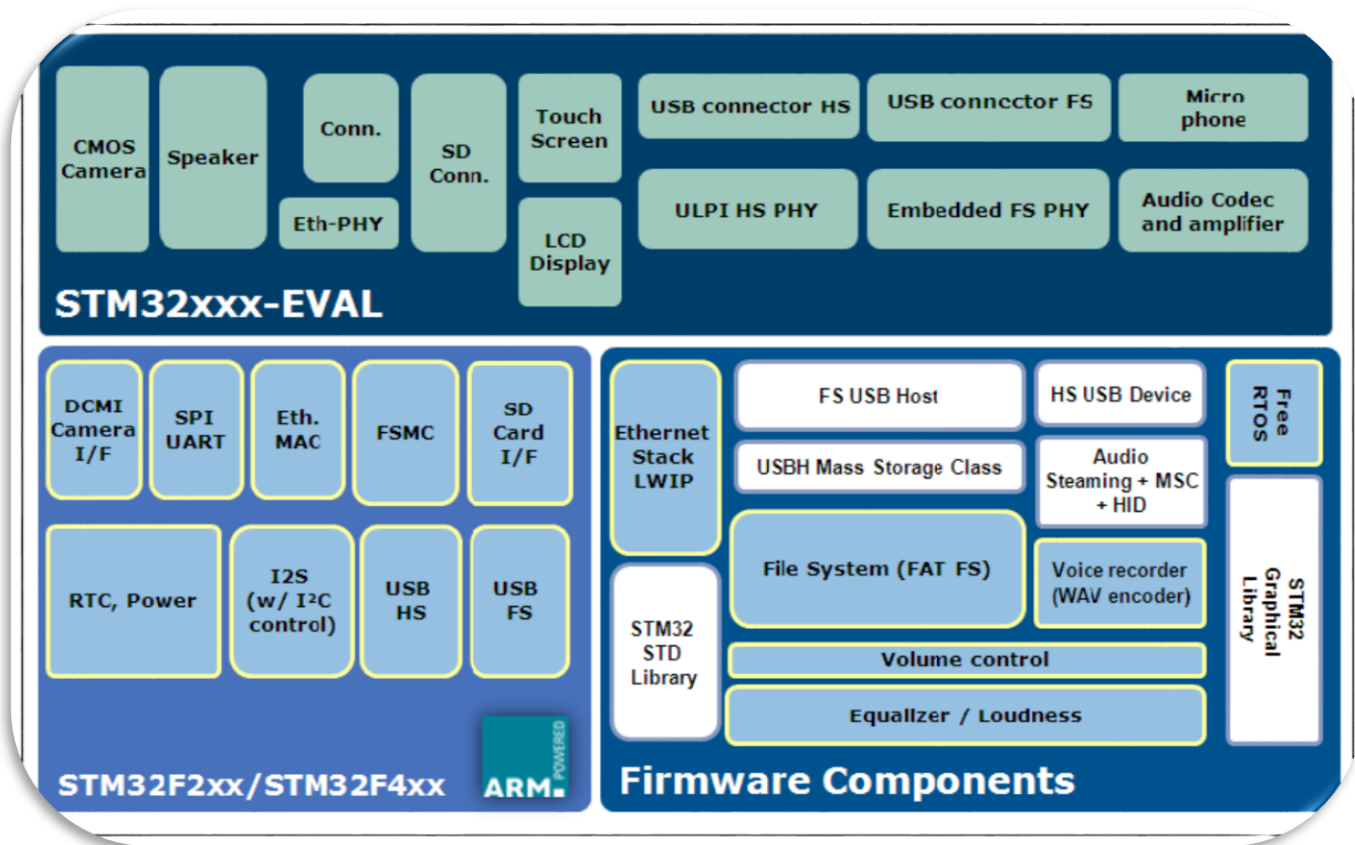 CMOS
Camera
Speaker
Conn.
Eth-PHY
SD
Conn.
Touch
Screen
LCD
Display
USB connector HS
USB connector FS
Micro
phone
ULPI HS PHY
Embedded FS PHY
Audio Codec
and amplifier
STM32xxx-EVAL
DCMI
Camera
I/F
SPI
UART
Eth.
MAC
FSMC
SD
Card
I/F
RTC, Power
I2S
(w/ I²C
control)
USB
HS
USB
FS
STM32F2xx/STM32F4xx
ARM
POWERED
Ethernet
Stack
LWIP
FS USB Host
HS USB Device
Free
RTOS
USBH Mass Storage Class
Audio
Steaming + MSC
+ HID
File System (FAT FS)
Voice recorder
(WAV encoder)
STM32
STD
Library
STM32
Graphical
Library
Volume control
Equalizer / Loudness
Firmware Components